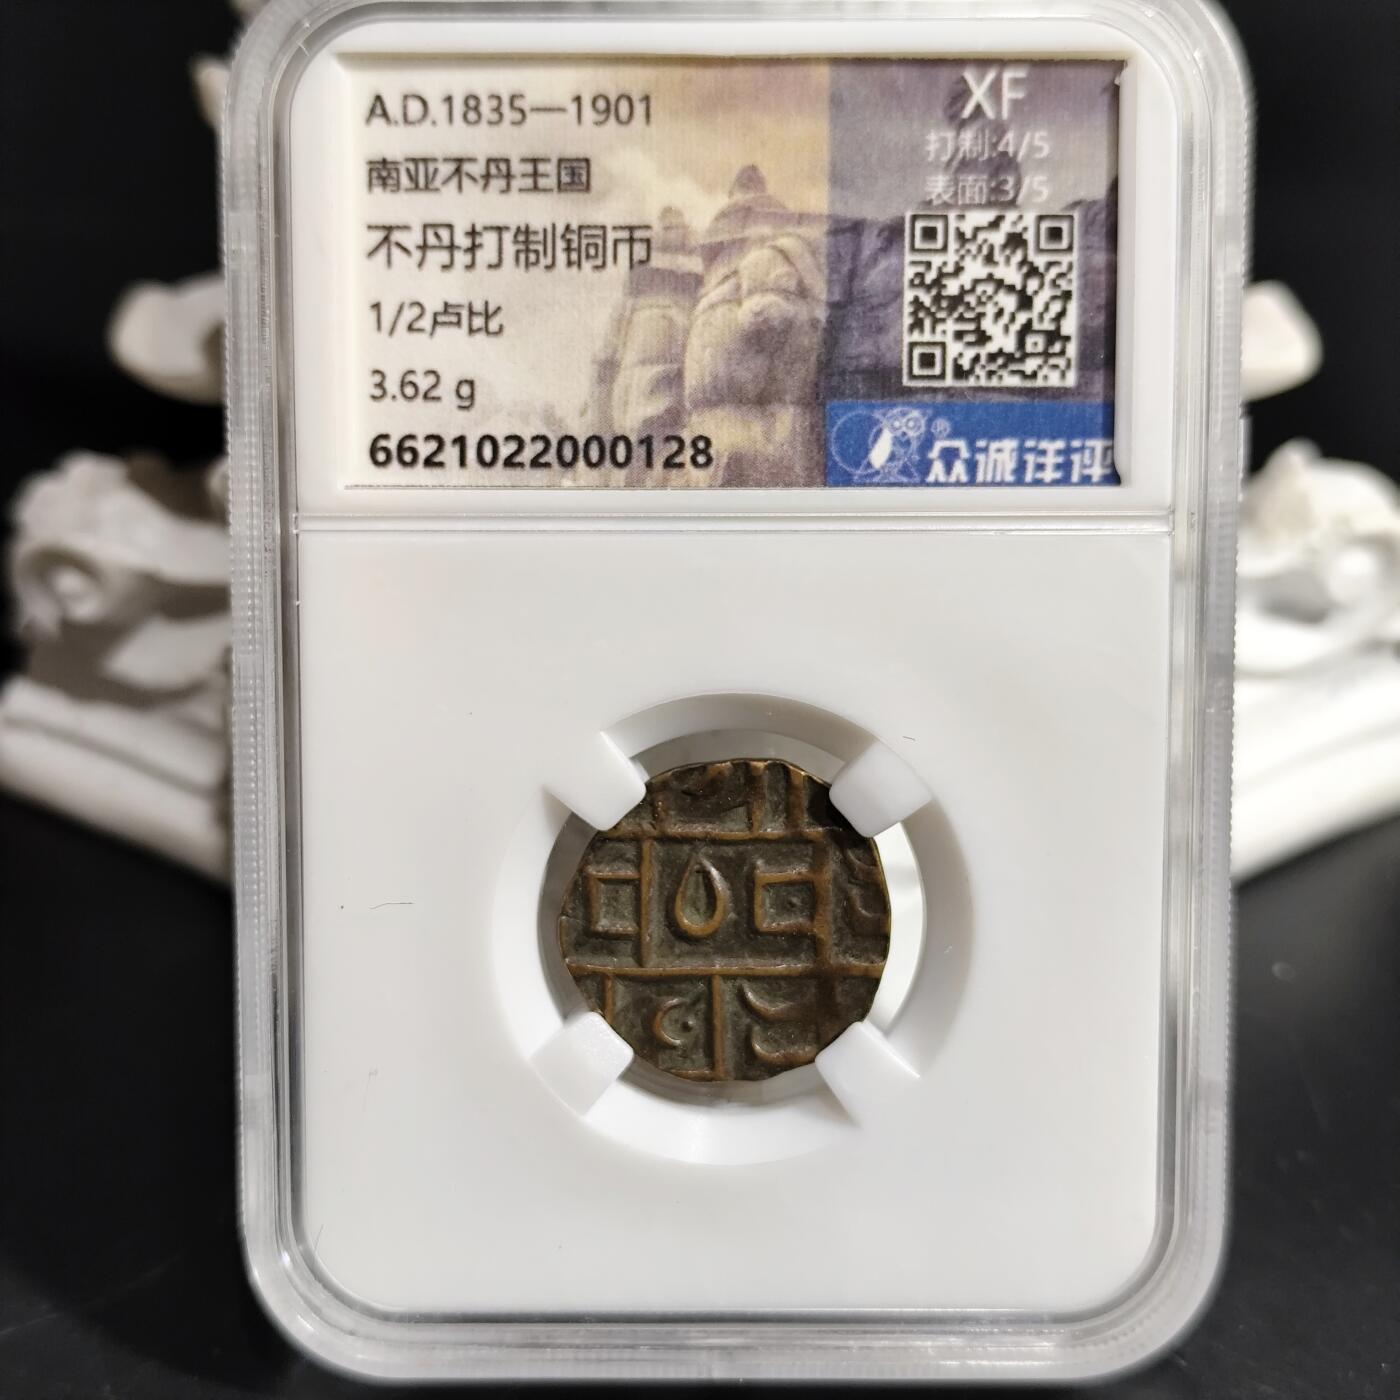 A.D.1835—1901
南亚不丹王国
不丹打制铜币
1/2卢比
3.62 g
6621022000128
XF
打制:4/5
表面:3/5
®
众诚洋评